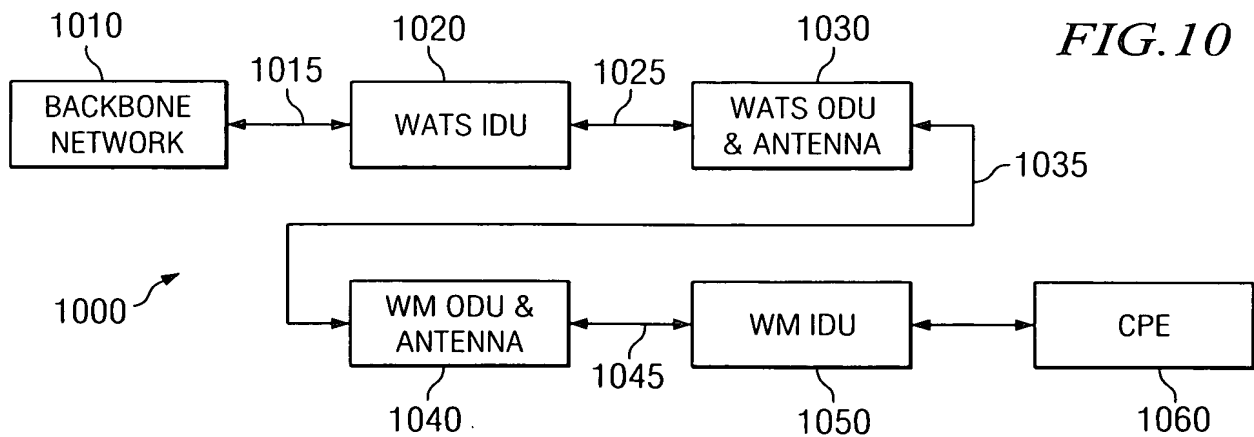 FIG.10
1010
1015
1020
1025
1030
BACKBONE
NETWORK
WATS IDU
WATS ODU
& ANTENNA
1035
1000
WM ODU &
ANTENNA
1045
WM IDU
CPE
1040
1050
1060